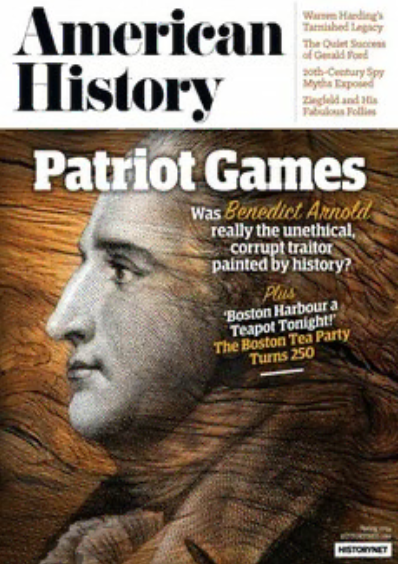 American
History
Warren Harding's
Tarnished Legacy
The Quiet Success
of Gerald Ford
20th-Century Spy
Myths Exposed
Ziegfeld and His
Fabulous Follies
Patriot Games
Was Benedict Arnold
really the unethical,
corrupt traitor
painted by history?
Plus
'Boston Harbour a
Teapot Tonight!'
The Boston Tea Party
Turns 250
HISTORYNET